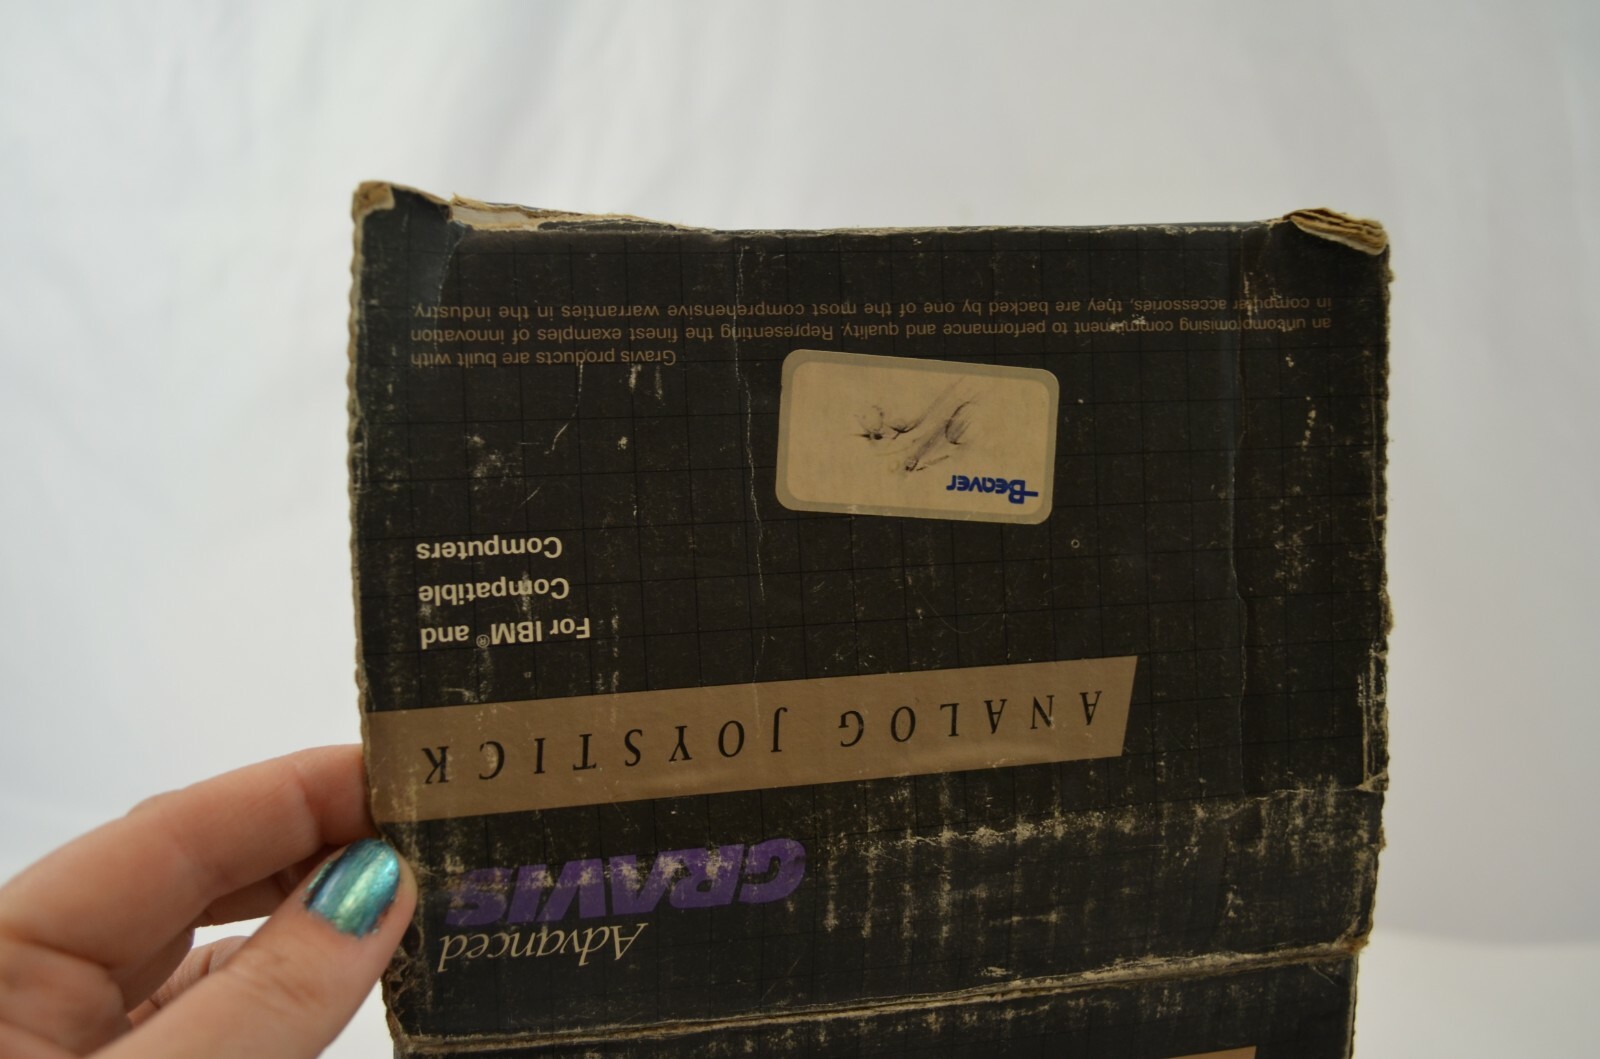 Advanced
GRAVIS
ANALOG JOYSTICK
For IBM® and
Compatible
Computers
Beaver
Gravis products are built with
an uncompromising commitment to performance and quality. Representing the finest examples of innovation
in computer accessories, they are backed by one of the most comprehensive warranties in the industry.